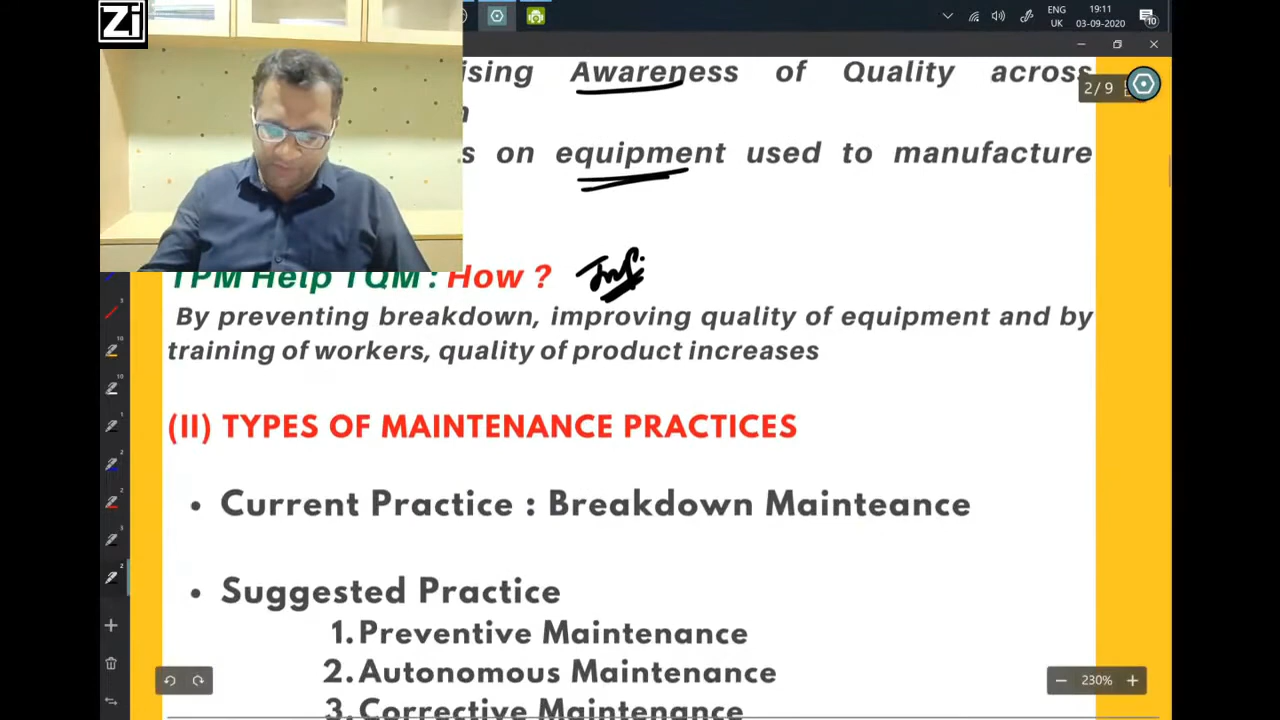 Zi
ENG
UK
19:11
03-09-2020
10
ising Awareness of Quality across
2/9
s on equipment used to manufacture
TPM Help TQM : How ?
By preventing breakdown, improving quality of equipment and by
training of workers, quality of product increases
(II) TYPES OF MAINTENANCE PRACTICES
• Current Practice : Breakdown Mainteance
• Suggested Practice
1. Preventive Maintenance
2. Autonomous Maintenance
3. Corrective Maintenance
230%